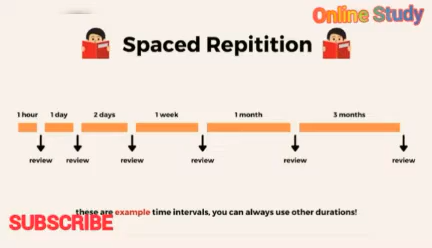 Online Study
Spaced Repitition
1 hour 1 day 2 days 1 week 1 month 3 months
review review review review review review
these are example time intervals, you can always use other durations!
SUBSCRIBE